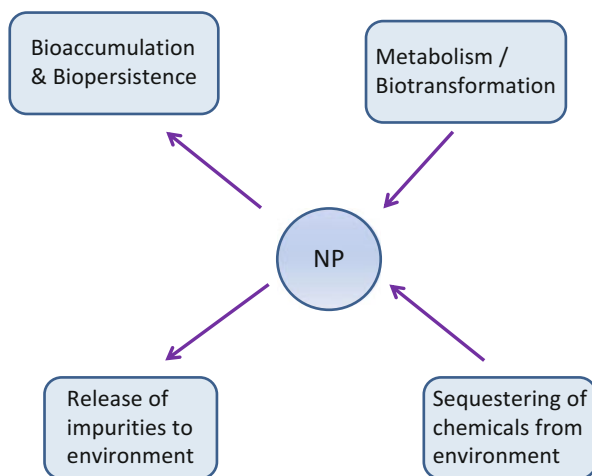 Bioaccumulation
& Biopersistence
Metabolism /
Biotransformation
NP
Release of
impurities to
environment
Sequestering of
chemicals from
environment